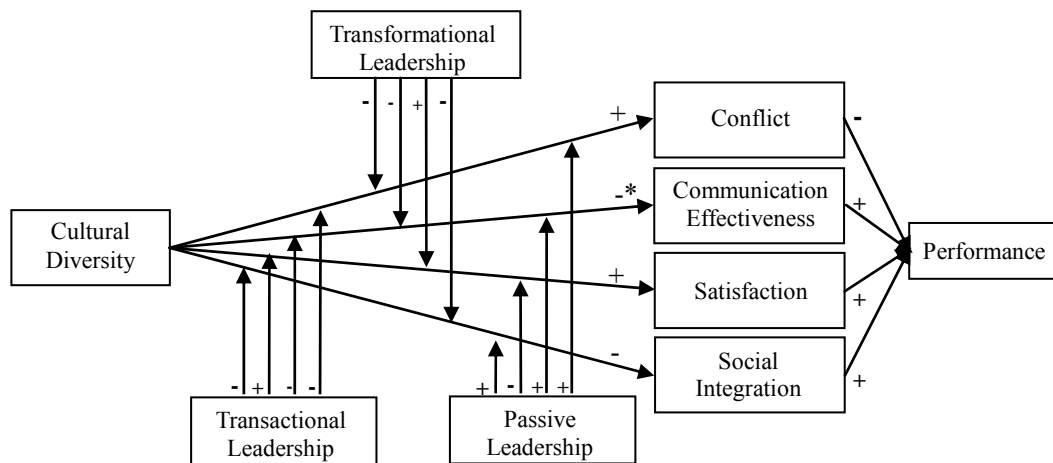 Transformational
Leadership
- - + -
+
Conflict
-
-*
Communication
Effectiveness
+
Cultural
Diversity
Performance
+
Satisfaction
+
-
Social
Integration
+
- + - -
+ - + +
Transactional
Leadership
Passive
Leadership